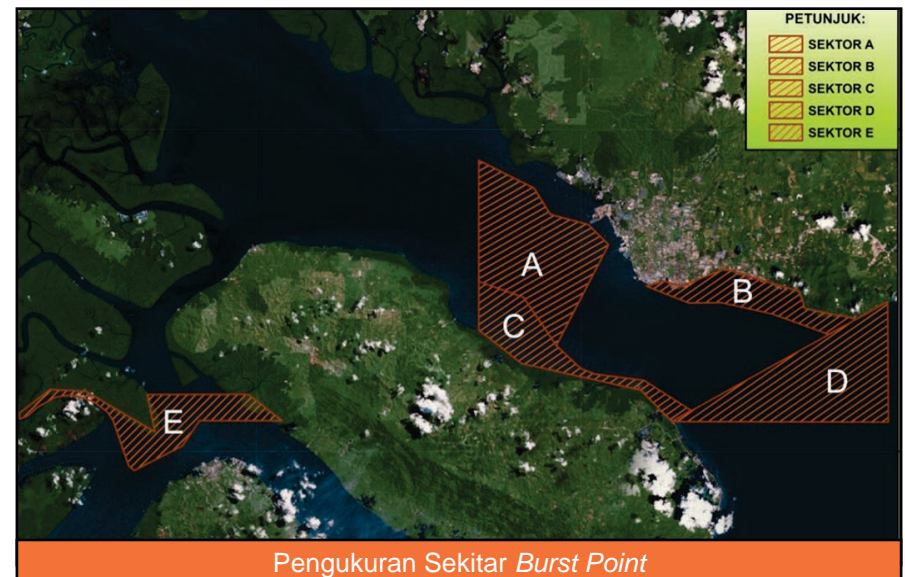 PETUNJUK:
SEKTOR A
SEKTOR B
SEKTOR C
SEKTOR D
SEKTOR E
A
B
C
D
E
Pengukuran Sekitar Burst Point